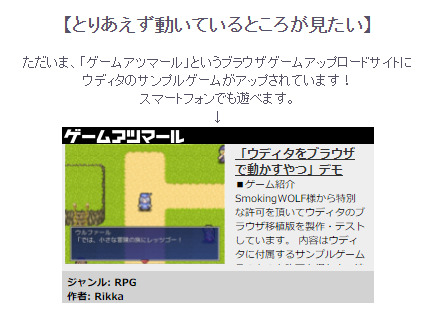 【とりあえず動いているところが見たい】
ただいま、「ゲームアツマール」というブラウザゲームアップロードサイトに
ウディタのサンプルゲームがアップされています！
スマートフォンでも遊べます。
↓
ゲームアツマール
「ウディタをブラウザ
で動かすやつ」デモ
■ゲーム紹介
SmokingWOLF様から特別
な許可を頂いてウディタのブ
ラウザ移植版を製作・テスト
しています。 内容はウディ
タに付属するサンプルゲーム
ウルファール
「では、小さな冒険の旅にレッツゴー！
ジャンル: RPG
作者: Rikka